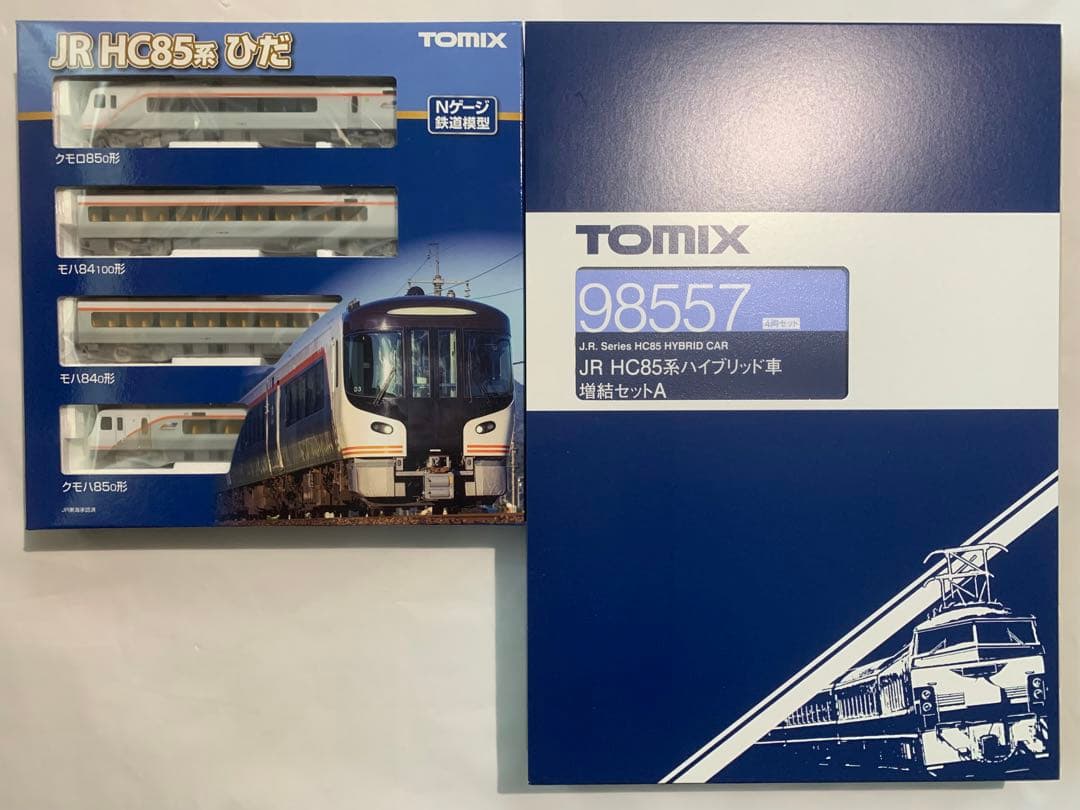 JR HC85系 ひだ
TOMIX
Nゲージ
鉄道模型
クモロ850形
モハ84100形
モハ840形
クモハ850形
JR東海承認済
03
TOMIX
98557
4両セット
J.R. Series HC85 HYBRID CAR
JR HC85系ハイブリッド車
増結セットA